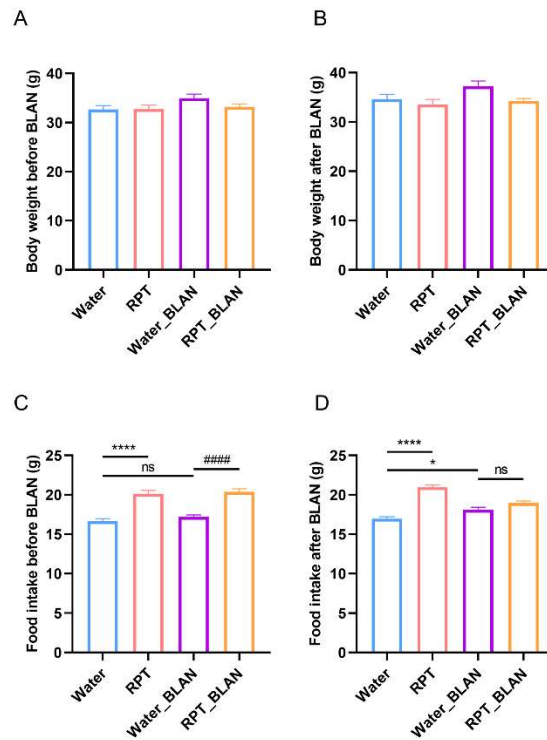 A
Body weight before BLAN (g)
40
30
20
10
0
Water
RPT
Water_BLAN
RPT_BLAN
B
Body weight after BLAN (g)
40
30
20
10
0
Water
RPT
Water_BLAN
RPT_BLAN
C
Food intake before BLAN (g)
25
20
15
10
5
0
****
ns
####
Water
RPT
Water_BLAN
RPT_BLAN
D
Food intake after BLAN (g)
25
20
15
10
5
0
****
*
ns
Water
RPT
Water_BLAN
RPT_BLAN